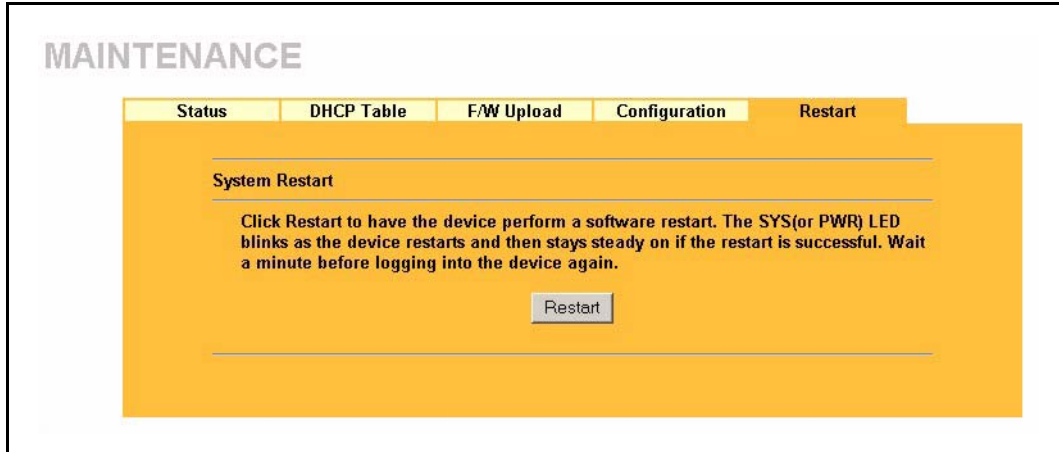 MAINTENANCE
Status DHCP Table F/W Upload Configuration Restart
System Restart
Click Restart to have the device perform a software restart. The SYS(or PWR) LED
blinks as the device restarts and then stays steady on if the restart is successful. Wait
a minute before logging into the device again.
Restart